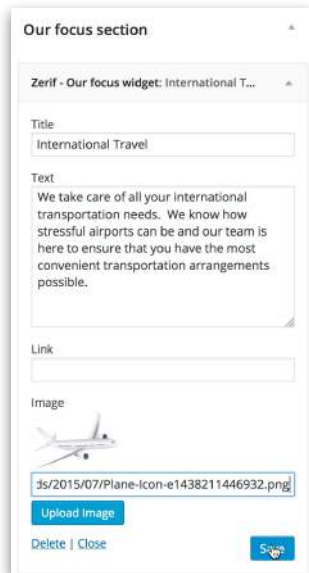 Our focus section
Zerif - Our focus widget: International T...
Title
International Travel
Text
We take care of all your international
transportation needs.  We know how
stressful airports can be and our team is
here to ensure that you have the most
convenient transportation arrangements
possible.
Link
Image
ds/2015/07/Plane-Icon-e1438211446932.png
Upload Image
Delete | Close
Save